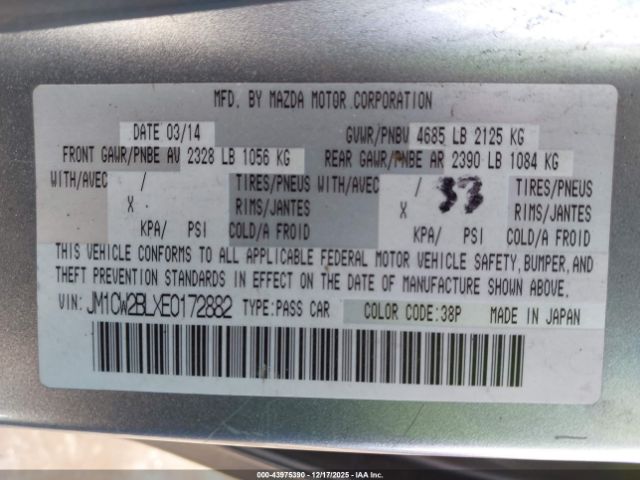 MFD. BY MAZDA MOTOR CORPORATION
DATE 03/14 GVWR/PNBV 4685 LB 2125 KG
FRONT GAWR/PNBE AV 2328 LB 1056 KG REAR GAWR/PNBE AR 2390 LB 1084 KG
WITH/AVEC / TIRES/PNEUS WITH/AVEC / 33 TIRES/PNEUS
X RIMS/JANTES X RIMS/JANTES
KPA/ PSI COLD/A FROID KPA/ PSI COLD/A FROID
THIS VEHICLE CONFORMS TO ALL APPLICABLE FEDERAL MOTOR VEHICLE SAFETY, BUMPER, AND
THEFT PREVENTION STANDARDS IN EFFECT ON THE DATE OF MANUFACTURE SHOWN ABOVE.
VIN: JM1CW2BLXE0172882 TYPE:PASS CAR COLOR CODE:38P MADE IN JAPAN
© 43975390 - 12/17/2025 - IAA Inc.